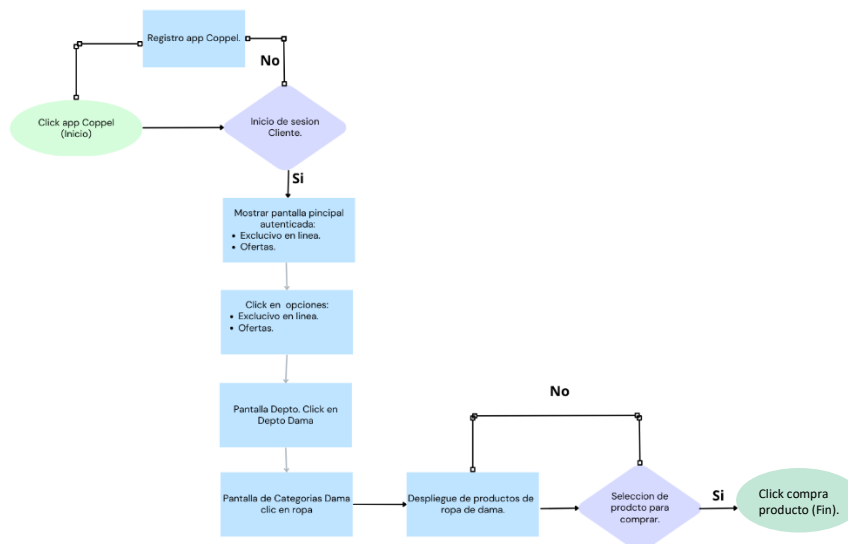 Registro app Coppel.
No
Click app Coppel
(Inicio)
Inicio de sesion
Cliente.
Si
Mostrar pantalla pincipal
autenticada:
• Exclucivo en linea.
• Ofertas.
Click en opciones:
• Exclucivo en linea.
• Ofertas.
Pantalla Depto. Click en
Depto Dama
No
Pantalla de Categorias Dama
clic en ropa
Despliegue de productos de
ropa de dama.
Seleccion de
prodcto para
comprar.
Si
Click compra
producto (Fin).